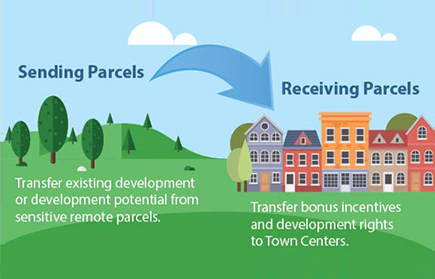 Sending Parcels
Receiving Parcels
Transfer existing development
or development potential from
sensitive remote parcels.
Transfer bonus incentives
and development rights
to Town Centers.